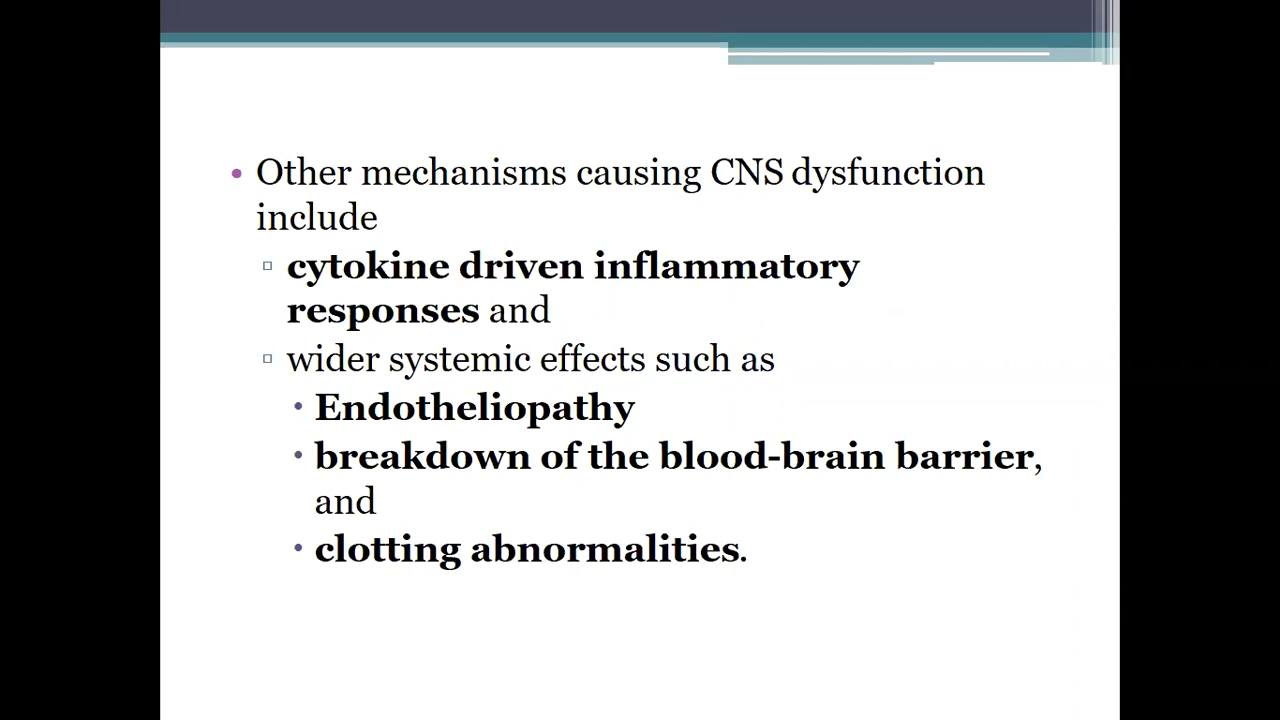 Other mechanisms causing CNS dysfunction
include
cytokine driven inflammatory
responses and
wider systemic effects such as
Endotheliopathy
breakdown of the blood-brain barrier,
and
clotting abnormalities.